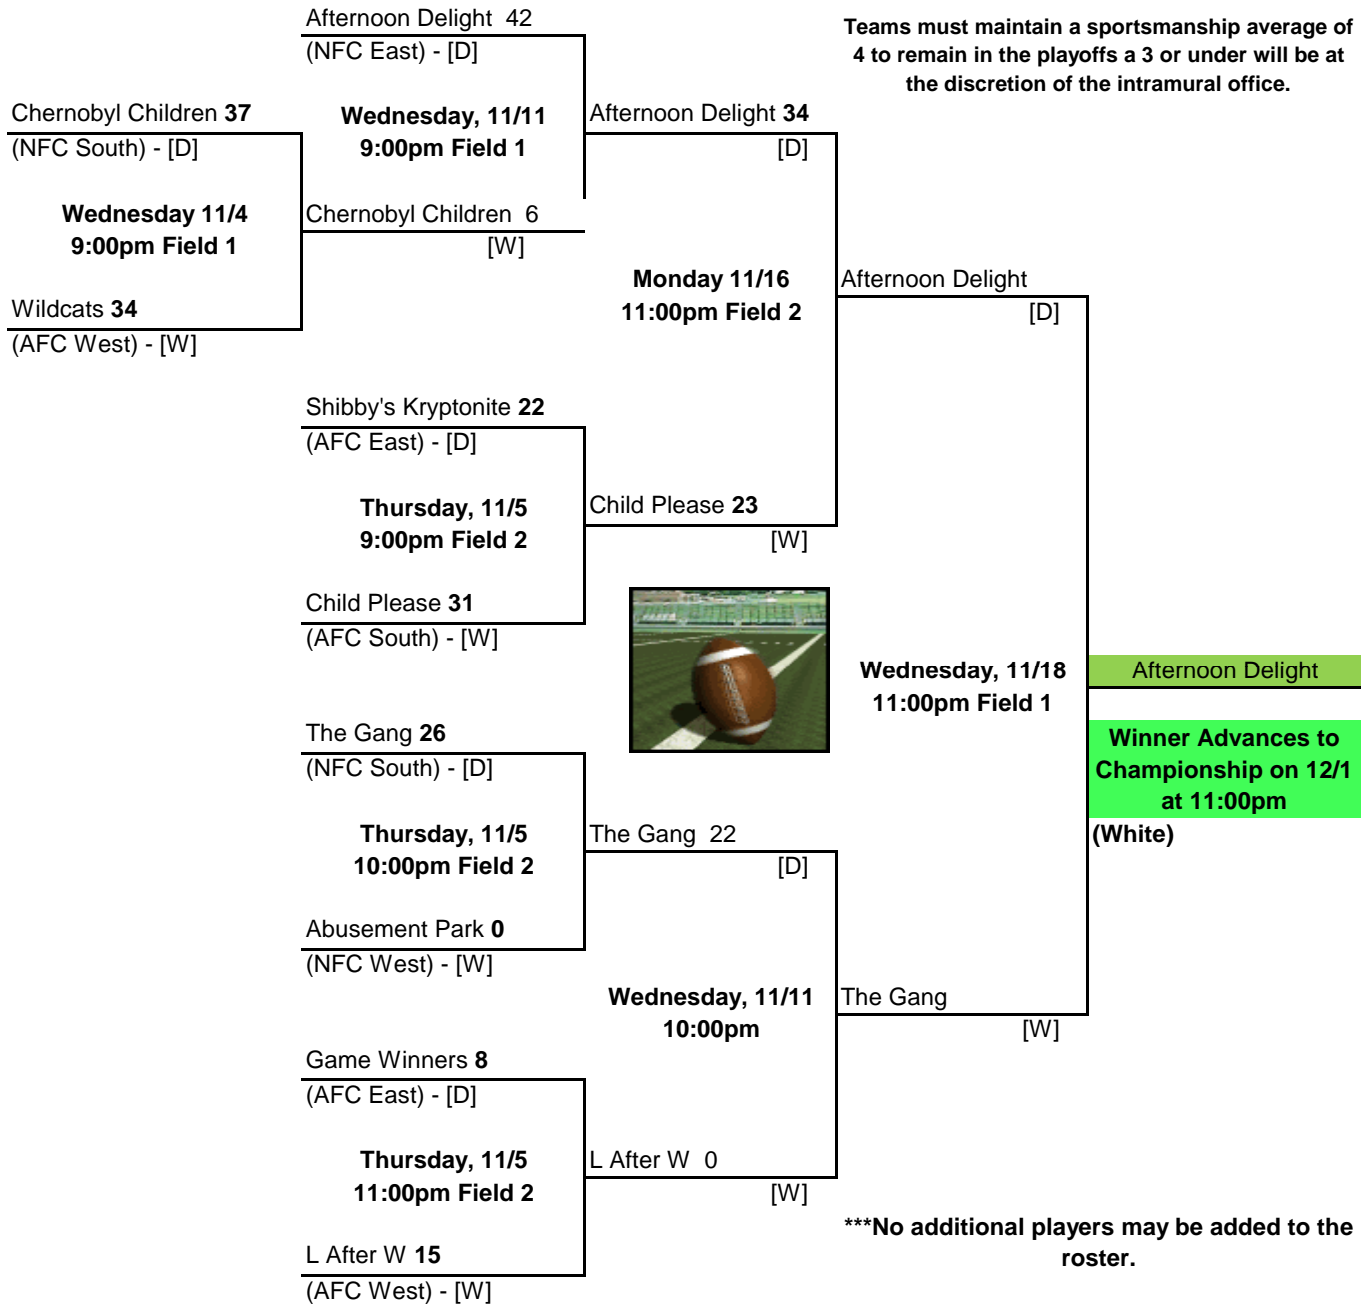 Afternoon Delight  42
(NFC East) - [D]
Teams must maintain a sportsmanship average of
4 to remain in the playoffs a 3 or under will be at
the discretion of the intramural office.
Chernobyl Children 37
(NFC South) - [D]
Wednesday, 11/11
9:00pm Field 1
Afternoon Delight 34
[D]
Wednesday 11/4
9:00pm Field 1
Chernobyl Children  6
[W]
Wildcats 34
(AFC West) - [W]
Monday 11/16
11:00pm Field 2
Afternoon Delight
[D]
Shibby's Kryptonite 22
(AFC East) - [D]
Thursday, 11/5
9:00pm Field 2
Child Please 23
[W]
Child Please 31
(AFC South) - [W]
Wednesday, 11/18
11:00pm Field 1
Afternoon Delight
Winner Advances to
Championship on 12/1
at 11:00pm
(White)
The Gang 26
(NFC South) - [D]
Thursday, 11/5
10:00pm Field 2
The Gang  22
[D]
Abusement Park 0
(NFC West) - [W]
Wednesday, 11/11
10:00pm
The Gang
[W]
Game Winners 8
(AFC East) - [D]
Thursday, 11/5
11:00pm Field 2
L After W  0
[W]
L After W 15
(AFC West) - [W]
***No additional players may be added to the
roster.